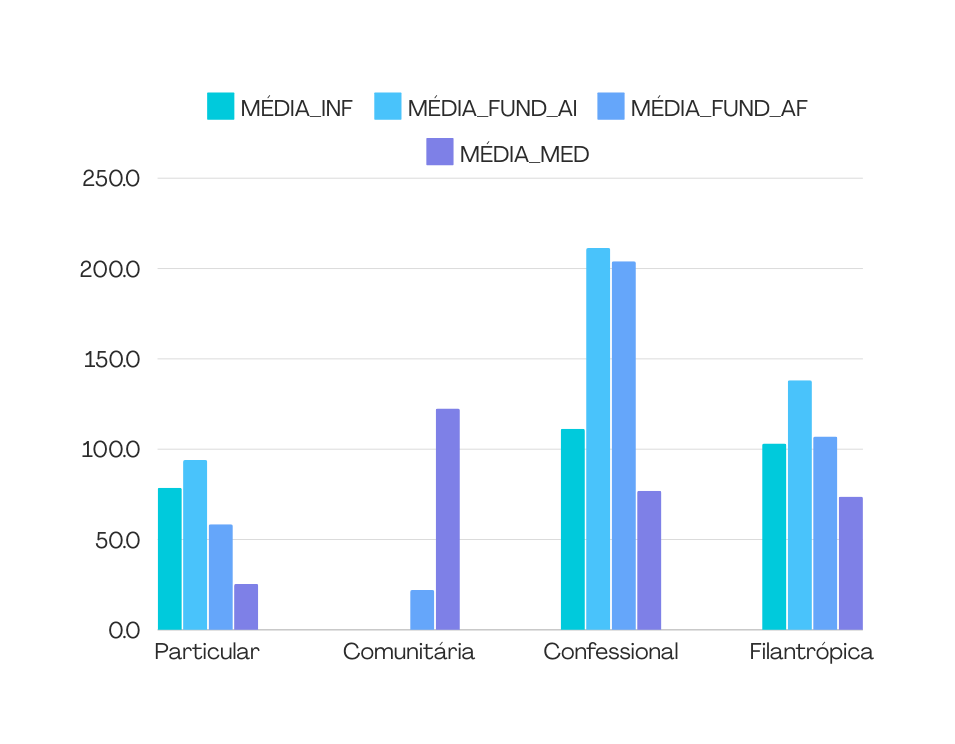 MÉDIA_INF MÉDIA_FUND_AI MÉDIA_FUND_AF
MÉDIA_MED
250.0
200.0
150.0
100.0
50.0
0.0
Particular Comunitária Confessional Filantrópica